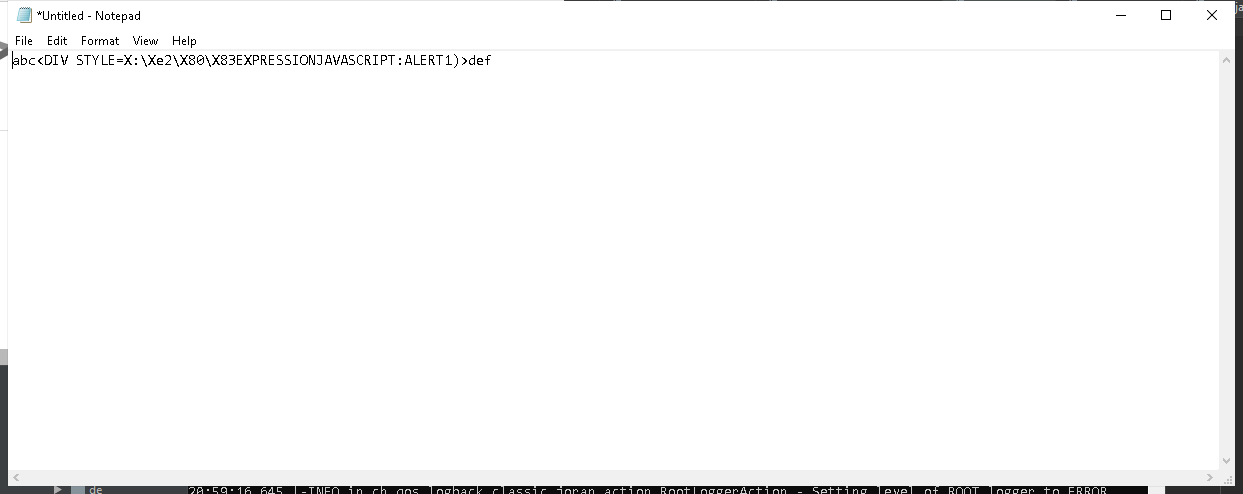 *Untitled - Notepad
File Edit Format View Help
abc<DIV STYLE=X:\Xe2\X80\X83EXPRESSIONJAVASCRIPT:ALERT1)>def
de 20:59:16.645 |-INFO in ch.qos.logback.classic.joran.action.RootLoggerAction - Setting level of ROOT logger to ERROR